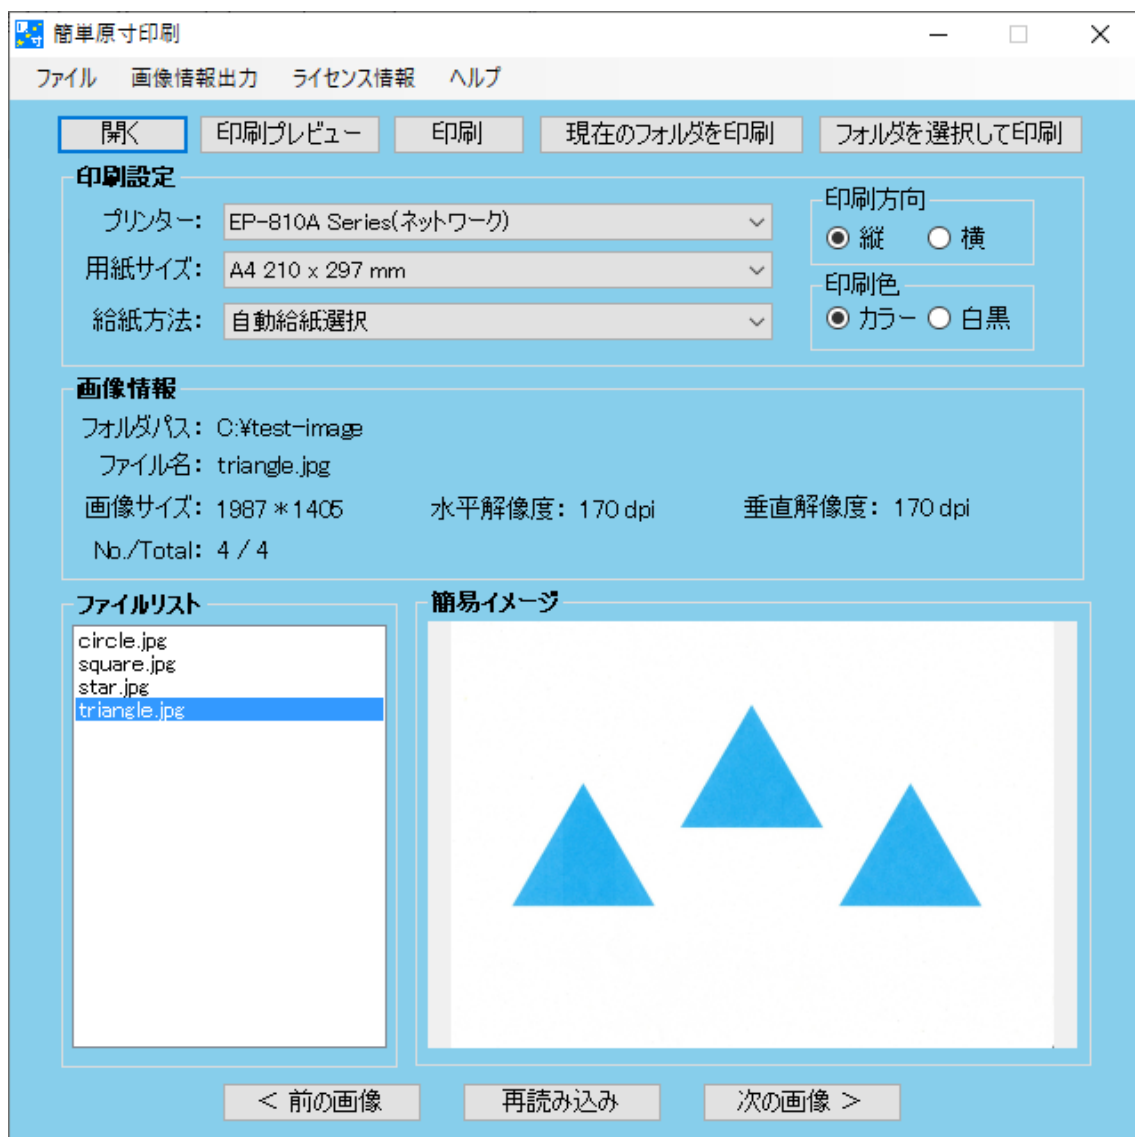 簡単原寸印刷
ファイル 画像情報出力 ライセンス情報 ヘルプ
開く 印刷プレビュー 印刷 現在のフォルダを印刷 フォルダを選択して印刷
印刷設定
プリンター: EP-810A Series(ネットワーク)
用紙サイズ: A4 210 x 297 mm
給紙方法: 自動給紙選択
印刷方向
縦 横
印刷色
カラー 白黒
画像情報
フォルダパス: C:¥test-image
ファイル名: triangle.jpg
画像サイズ: 1987 *1405 水平解像度: 170 dpi 垂直解像度: 170 dpi
No./Total: 4 / 4
ファイルリスト
circle.jpg
square.jpg
star.jpg
triangle.jpg
簡易イメージ
< 前の画像 再読み込み 次の画像 >